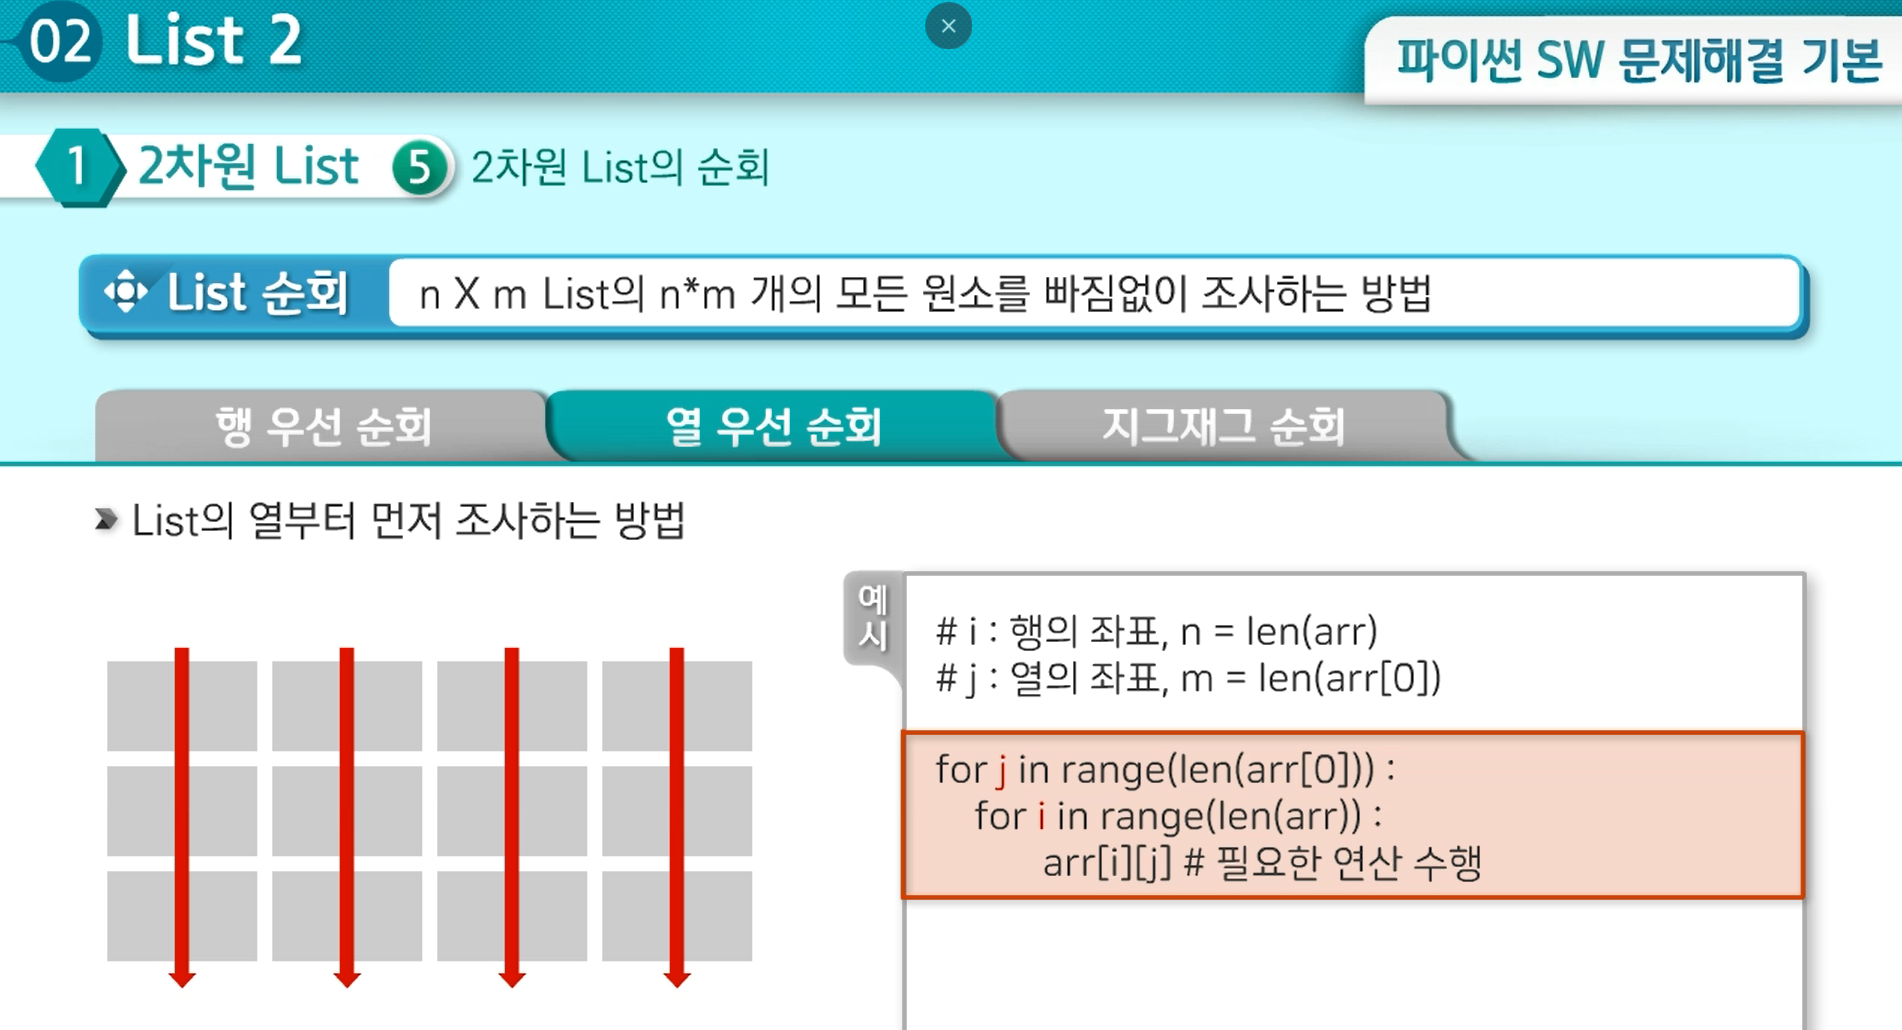 02 List 2
파이썬 SW 문제해결 기본
1 2차원 List 5 2차원 List의 순회
List 순회 n X m List의 n*m 개의 모든 원소를 빠짐없이 조사하는 방법
행 우선 순회 열 우선 순회 지그재그 순회
List의 열부터 먼저 조사하는 방법
예시
# i : 행의 좌표, n = len(arr)
# j : 열의 좌표, m = len(arr[0])
for j in range(len(arr[0])) :
for i in range(len(arr)) :
arr[i][j] # 필요한 연산 수행